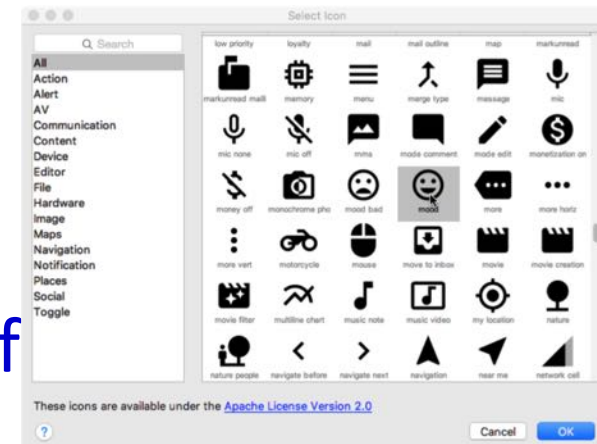 Select Icon
Search
All
Action
Alert
AV
Communication
Content
Device
Editor
File
Hardware
Image
Maps
Navigation
Notification
Places
Social
Toggle
low priority loyalty mail mail outline map markunread
markunread maili memory menu merge type message mic
mic none mic off mms mode comment mode edit monetization on
money off monochrome pho mood bad mood more more horiz
more vert motorcycle mouse move to inbox movie movie creation
movie filter multiline chart music note music video my location nature
nature people navigate before navigate next navigation near me network cell
f
These icons are available under the Apache License Version 2.0
? Cancel OK